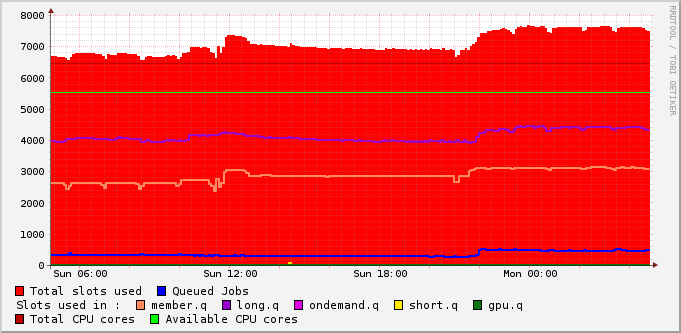 8000
7000
6000
5000
4000
3000
2000
1000
0
Sun 06:00 Sun 12:00 Sun 18:00 Mon 00:00
RRDTOOL / TOBI OETIKER
Total slots used Queued Jobs
Slots used in : member.q long.q ondemand.q short.q gpu.q
Total CPU cores Available CPU cores